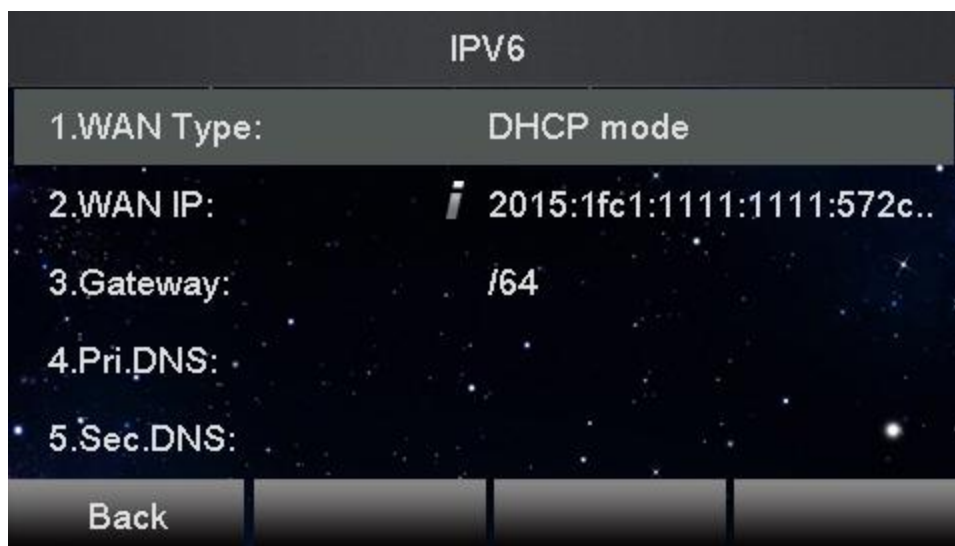 IPV6
1.WAN Type: DHCP mode
2.WAN IP: i 2015:1fc1:1111:1111:572c..
3.Gateway: /64
4.Pri.DNS:
5.Sec.DNS:
Back